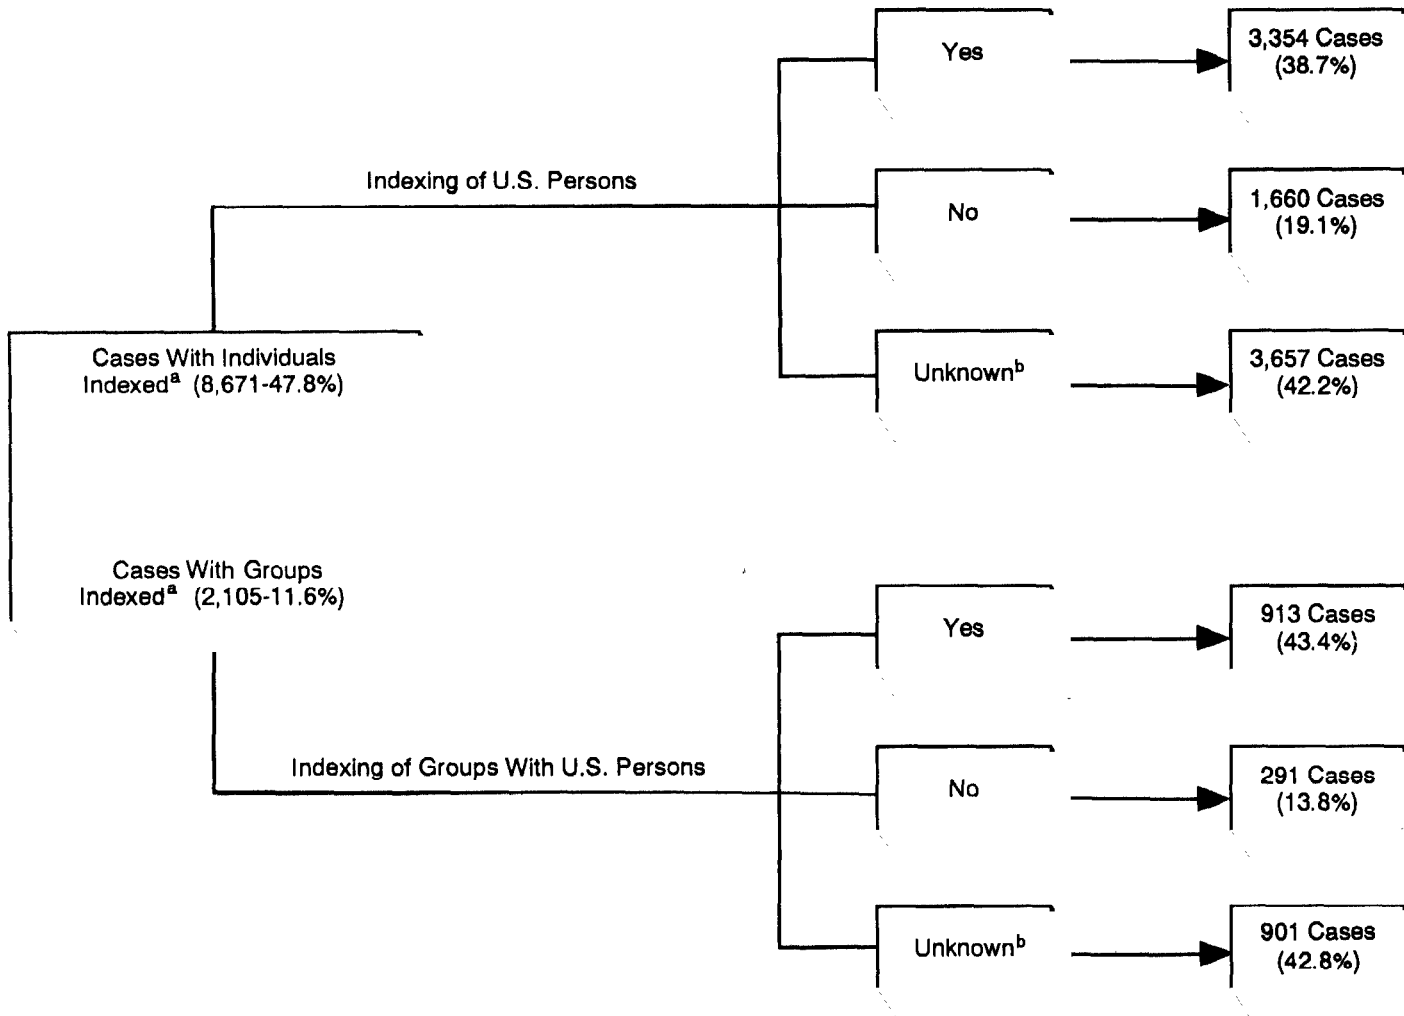 Yes
3,354 Cases
(38.7%)
Indexing of U.S. Persons
No
1,660 Cases
(19.1%)
Cases With Individuals
Indexedᵃ (8,671-47.8%)
Unknownᵇ
3,657 Cases
(42.2%)
Cases With Groups
Indexedᵃ (2,105-11.6%)
Yes
913 Cases
(43.4%)
Indexing of Groups With U.S. Persons
No
291 Cases
(13.8%)
Unknownᵇ
901 Cases
(42.8%)